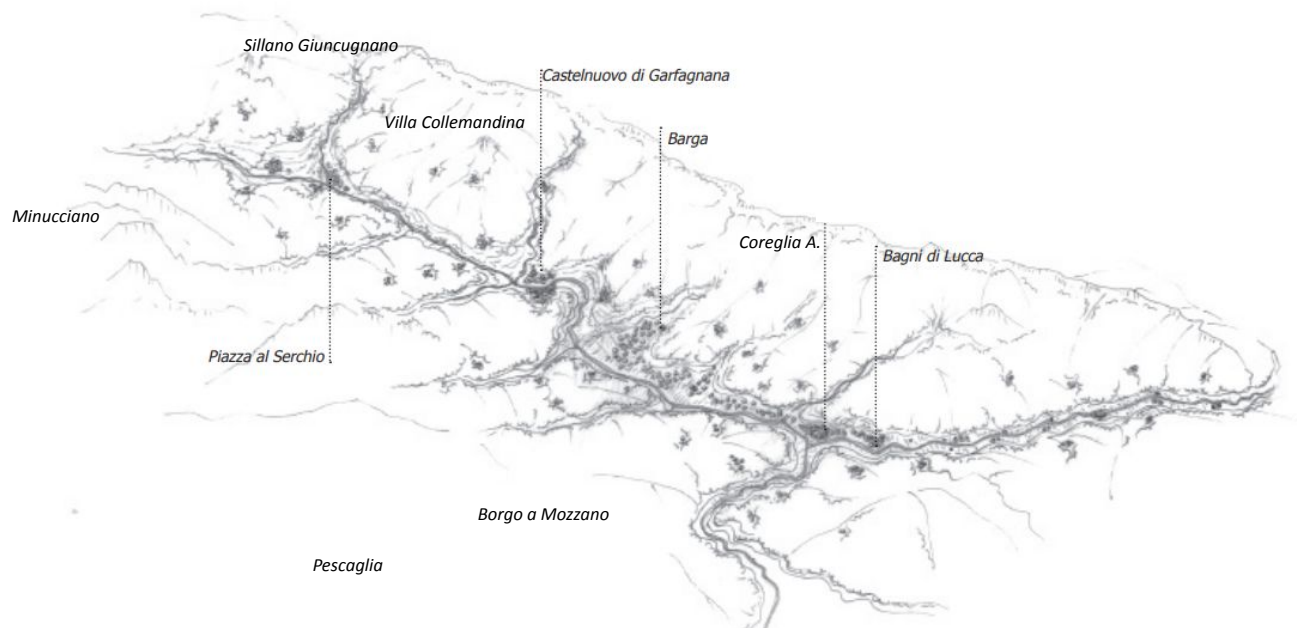 Sillano Giuncugnano
Castelnuovo di Garfagnana
Villa Collemandina
Barga
Minucciano
Coreglia A.
Bagni di Lucca
Piazza al Serchio
Borgo a Mozzano
Pescaglia